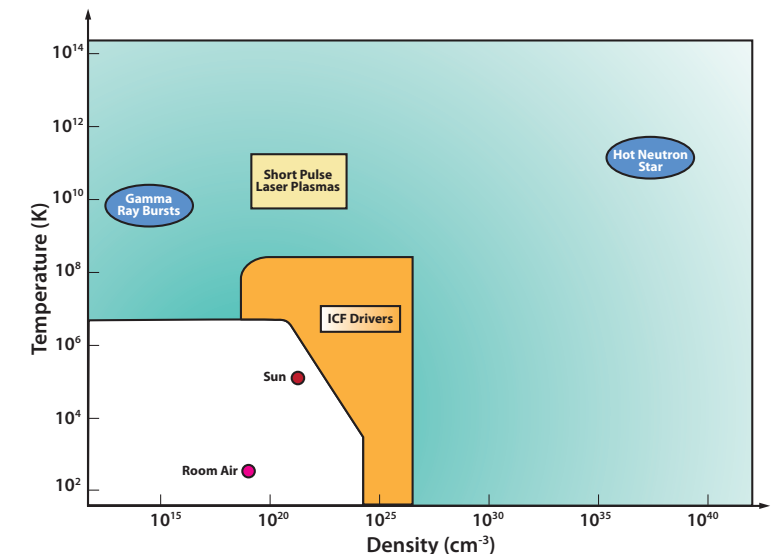 10¹⁴
10¹²
10¹⁰
10⁸
10⁶
10⁴
10²
Temperature (K)
Short Pulse
Laser Plasmas
Hot Neutron
Star
Gamma
Ray Bursts
ICF Drivers
Sun
Room Air
10¹⁵
10²⁰
10²⁵
10³⁰
10³⁵
10⁴⁰
Density (cm⁻³)